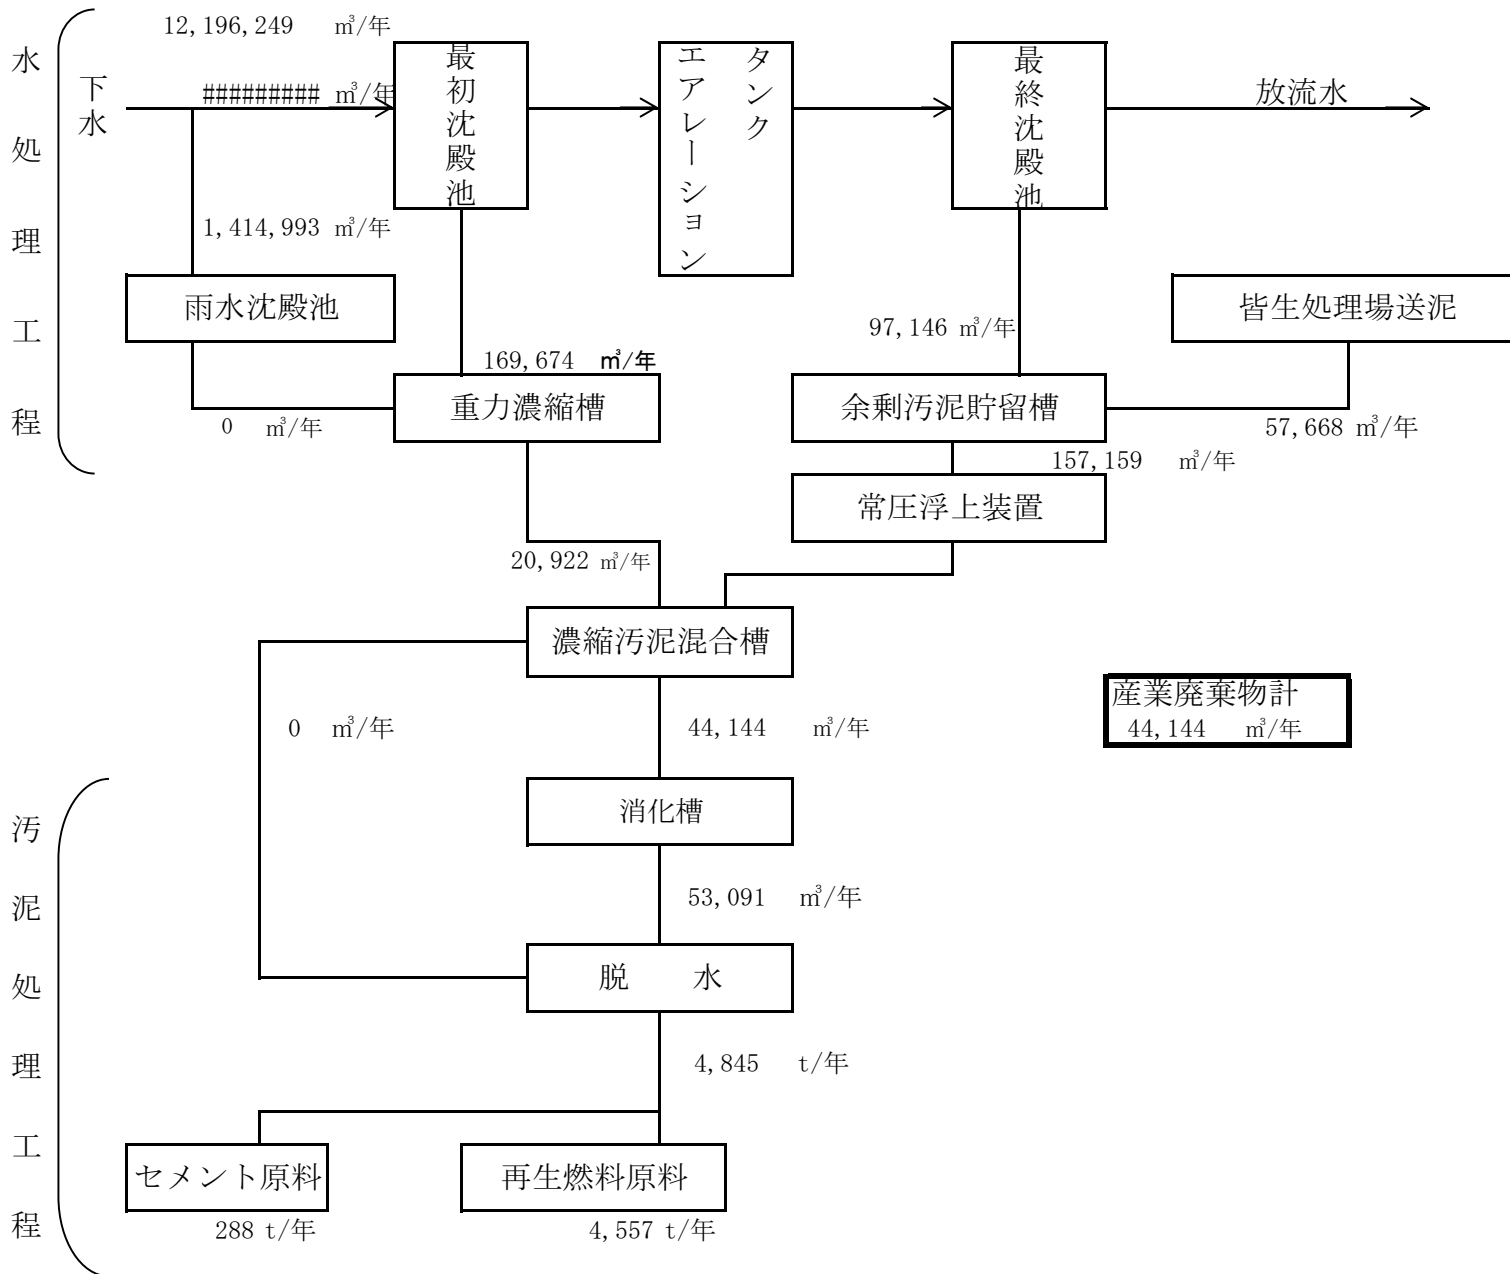 水処理工程
12,196,249 ㎥/年
下水
######### ㎥/年
最初沈殿池
エアレーション
タンク
最終沈殿池
放流水
1,414,993 ㎥/年
雨水沈殿池
97,146 ㎥/年
皆生処理場送泥
169,674 ㎥/年
重力濃縮槽
余剰汚泥貯留槽
0 ㎥/年
57,668 ㎥/年
157,159 ㎥/年
常圧浮上装置
20,922 ㎥/年
濃縮汚泥混合槽
産業廃棄物計
44,144 ㎥/年
0 ㎥/年
44,144 ㎥/年
汚泥処理工程
消化槽
53,091 ㎥/年
脱 水
4,845 t/年
セメント原料
再生燃料原料
288 t/年
4,557 t/年